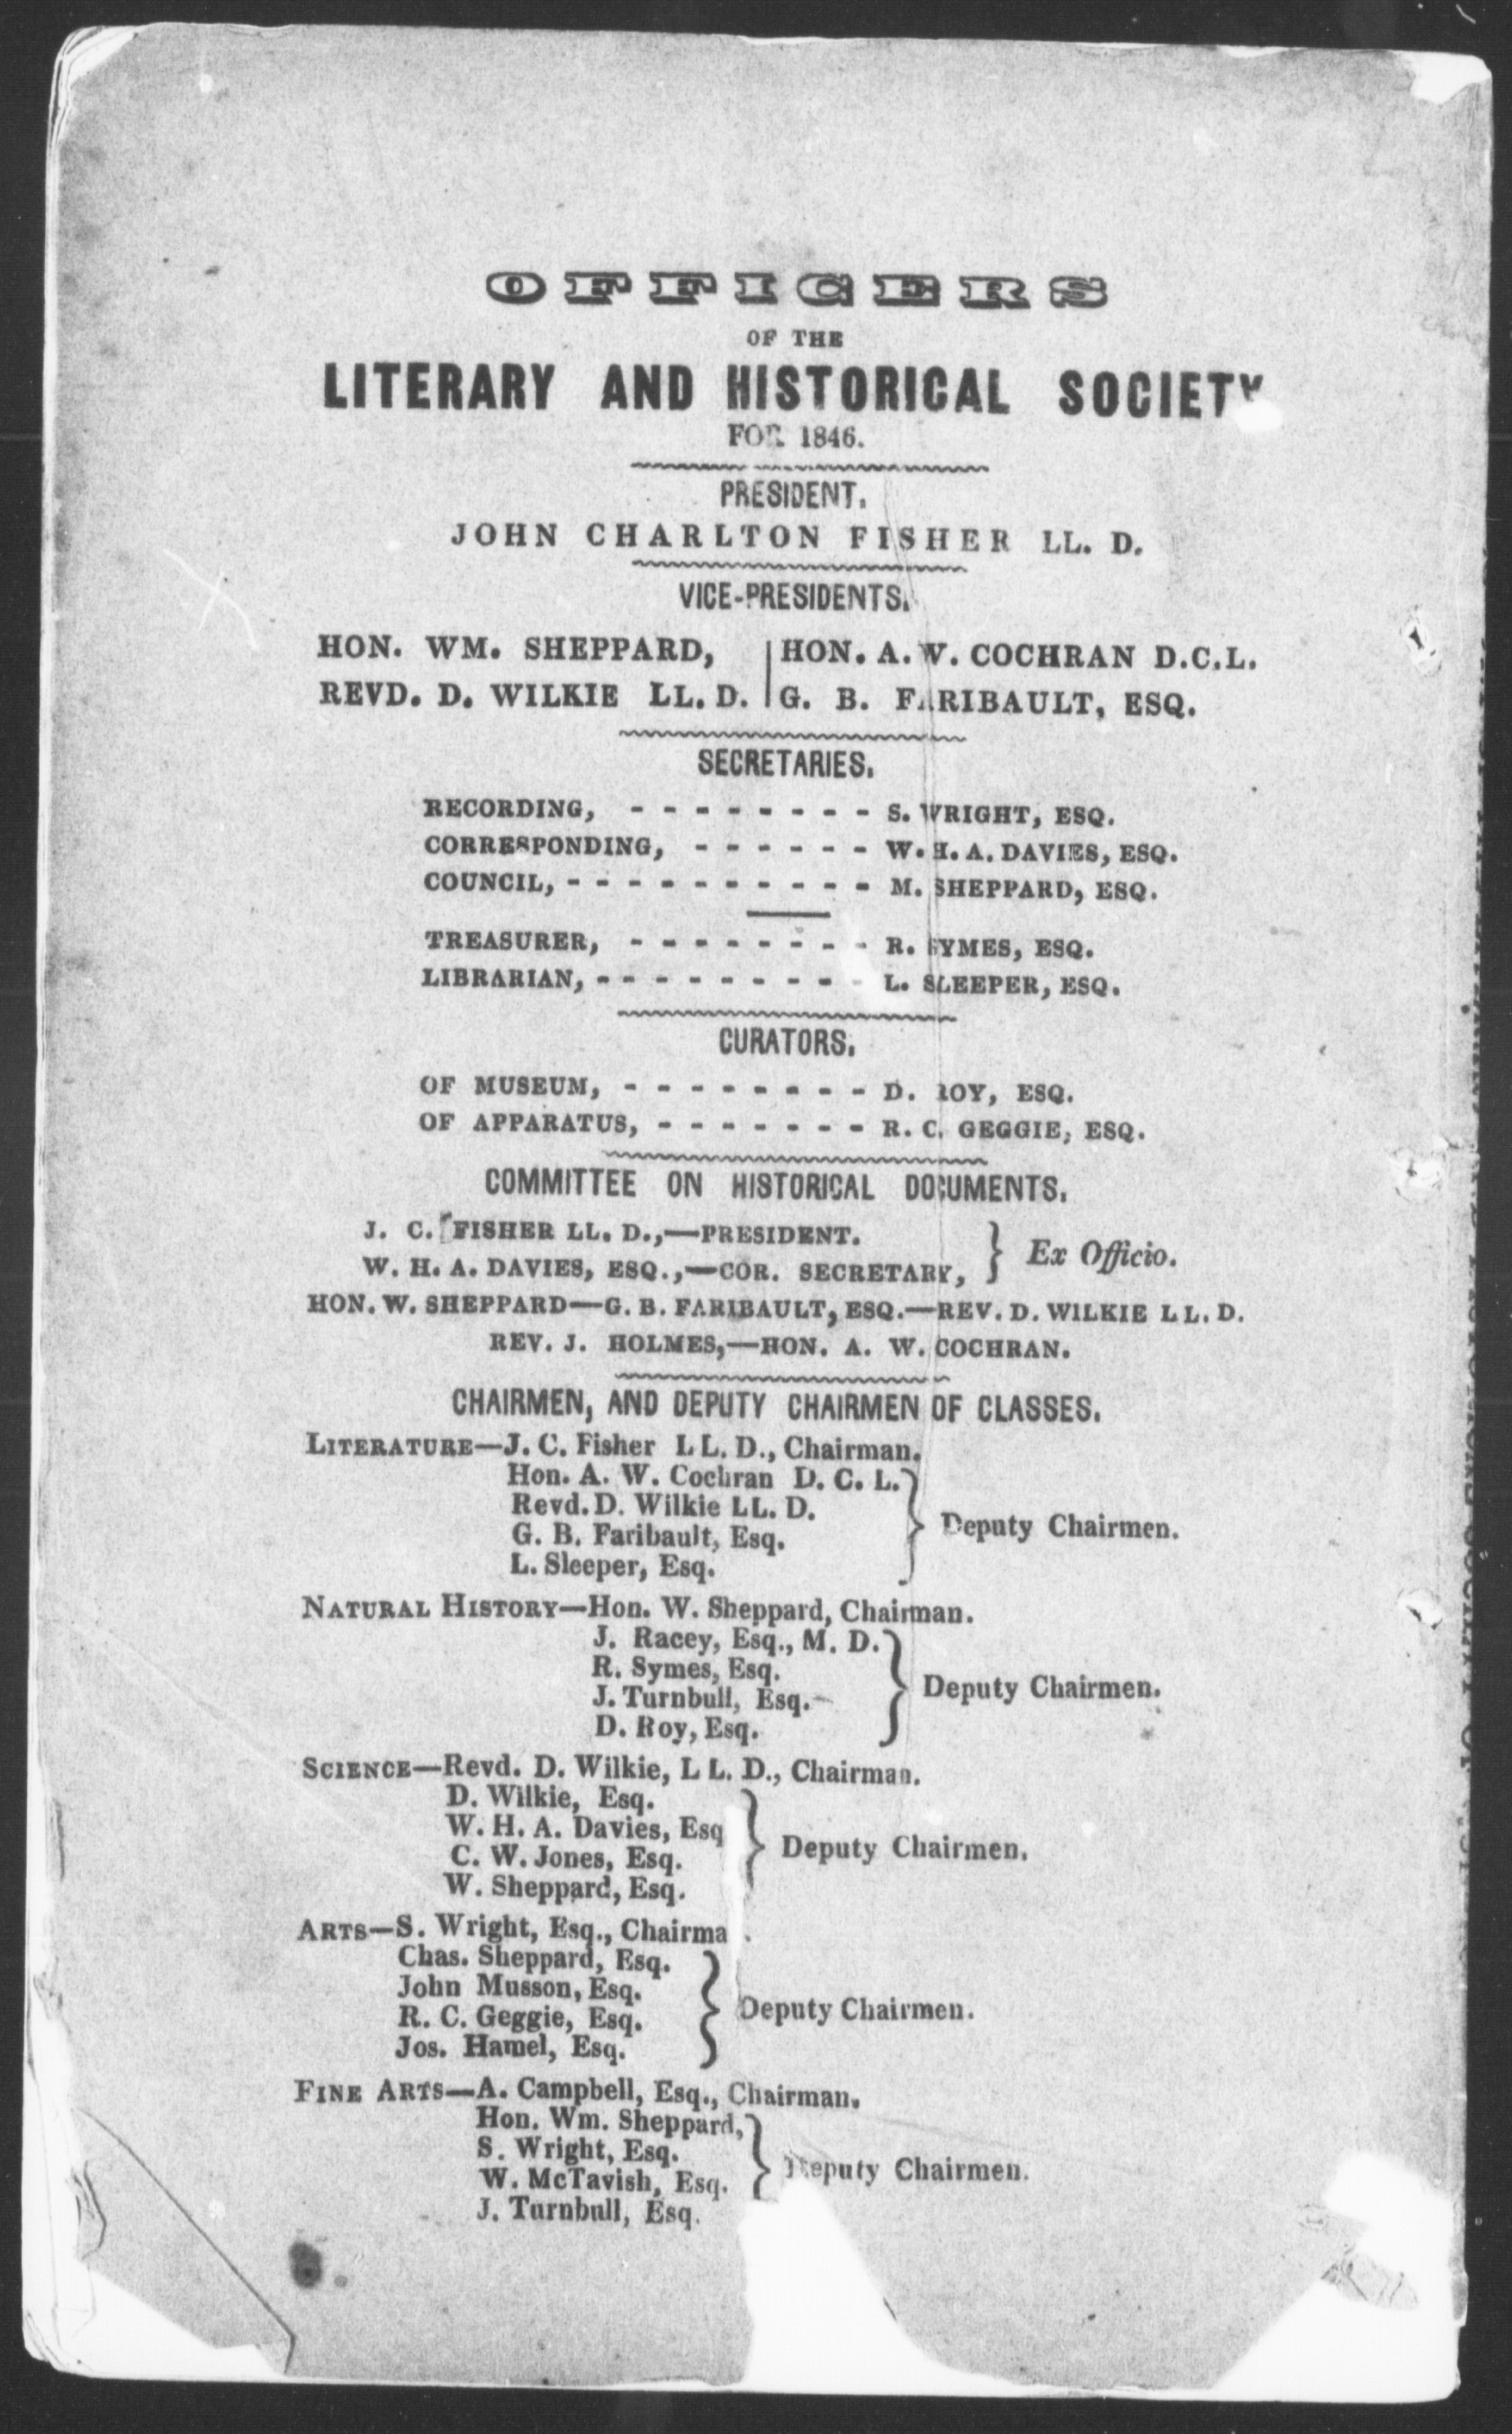 OFFICERS
OF THE
LITERARY AND HISTORICAL SOCIETY
FOR 1846.
PRESIDENT.
JOHN CHARLTON FISHER LL. D.
VICE-PRESIDENTS.
HON. WM. SHEPPARD, | HON. A. W. COCHRAN D.C.L.
REVD. D. WILKIE LL. D. | G. B. FARIBAULT, ESQ.
SECRETARIES.
RECORDING, - - - - - - - - S. WRIGHT, ESQ.
CORRESPONDING, - - - - - - W. H. A. DAVIES, ESQ.
COUNCIL, - - - - - - - - - - M. SHEPPARD, ESQ.
TREASURER, - - - - - - - - R. SYMES, ESQ.
LIBRARIAN, - - - - - - - - - L. SLEEPER, ESQ.
CURATORS.
OF MUSEUM, - - - - - - - - D. ROY, ESQ.
OF APPARATUS, - - - - - - - R. C. GEGGIE, ESQ.
COMMITTEE ON HISTORICAL DOCUMENTS.
J. C. FISHER LL. D.,—PRESIDENT.
W. H. A. DAVIES, ESQ.,—COR. SECRETARY, } Ex Officio.
HON. W. SHEPPARD—G. B. FARIBAULT, ESQ.—REV. D. WILKIE LL. D.
REV. J. HOLMES,—HON. A. W. COCHRAN.
CHAIRMEN, AND DEPUTY CHAIRMEN OF CLASSES.
LITERATURE—J. C. Fisher LL. D., Chairman.
Hon. A. W. Cochran D. C. L.
Revd. D. Wilkie LL. D.
G. B. Faribault, Esq.
L. Sleeper, Esq.
} Deputy Chairmen.
NATURAL HISTORY—Hon. W. Sheppard, Chairman.
J. Racey, Esq., M. D.
R. Symes, Esq.
J. Turnbull, Esq.
D. Roy, Esq.
} Deputy Chairmen.
SCIENCE—Revd. D. Wilkie, LL. D., Chairman.
D. Wilkie, Esq.
W. H. A. Davies, Esq
C. W. Jones, Esq.
W. Sheppard, Esq.
} Deputy Chairmen.
ARTS—S. Wright, Esq., Chairma .
Chas. Sheppard, Esq.
John Musson, Esq.
R. C. Geggie, Esq.
Jos. Hamel, Esq.
} Deputy Chairmen.
FINE ARTS—A. Campbell, Esq., Chairman.
Hon. Wm. Sheppard,
S. Wright, Esq.
W. McTavish, Esq.
J. Turnbull, Esq.
} Deputy Chairmen.